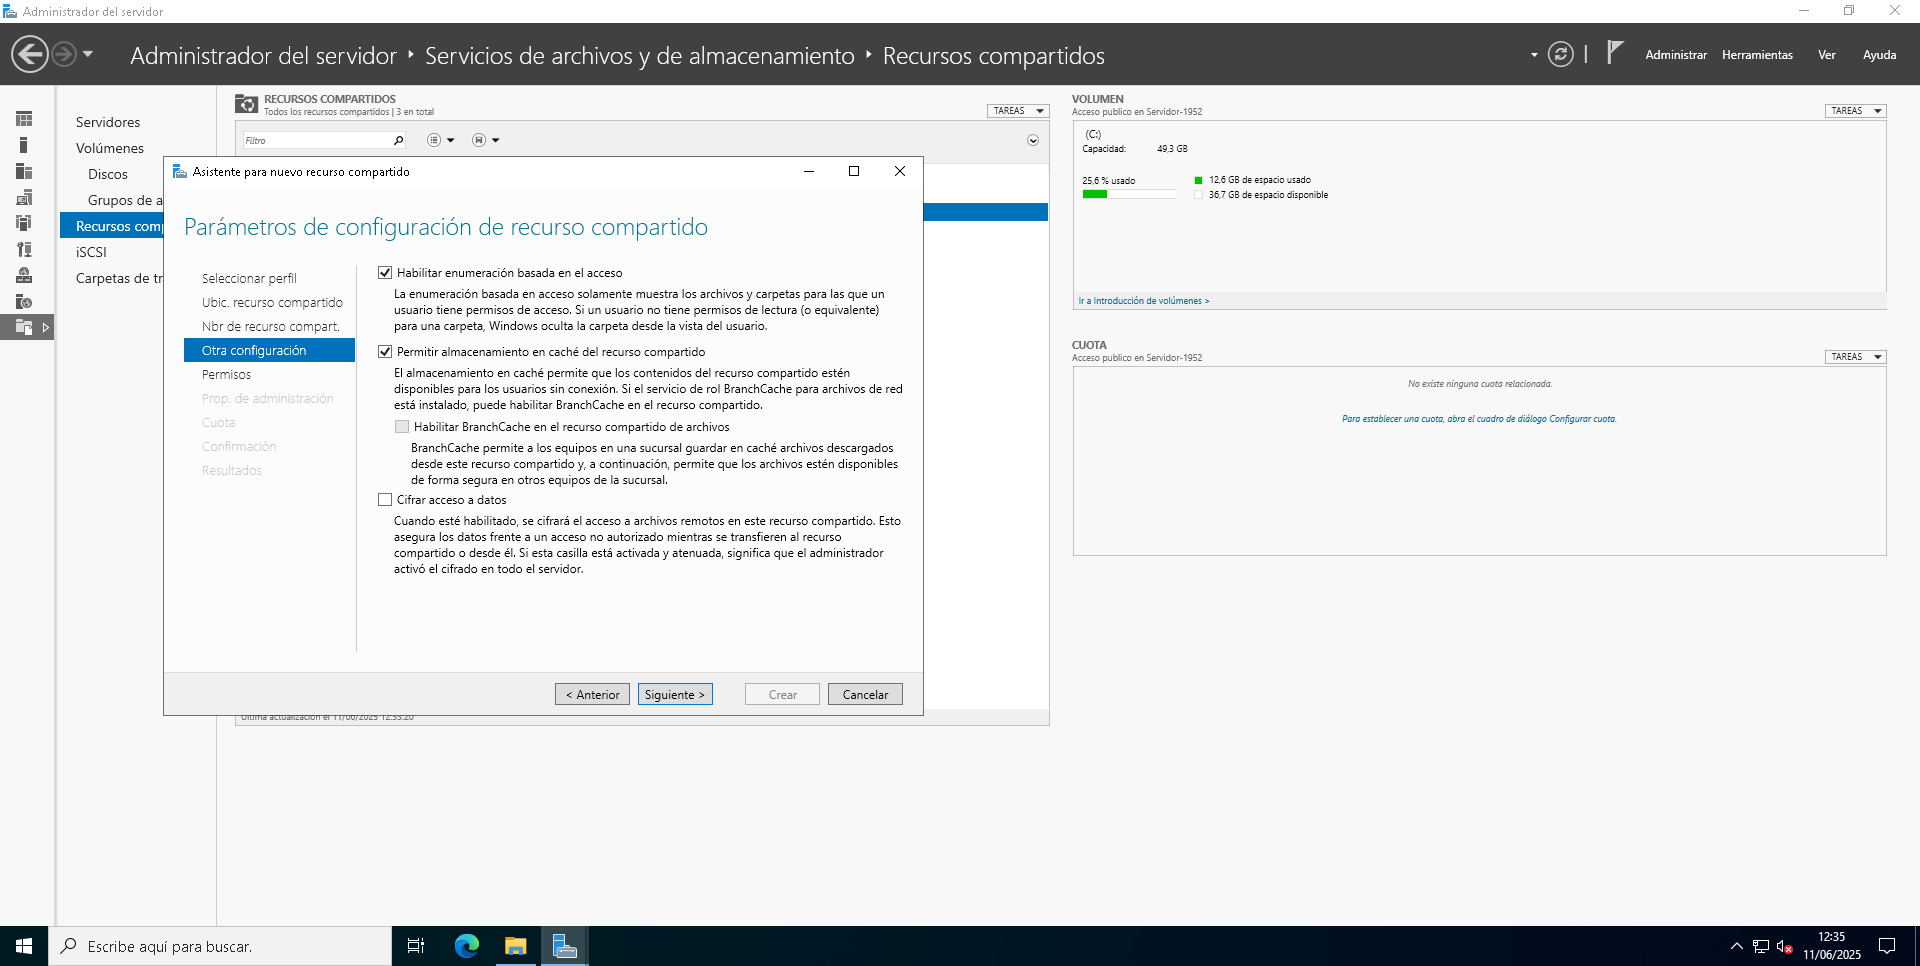 Administrador del servidor
Administrador del servidor ‣ Servicios de archivos y de almacenamiento ‣ Recursos compartidos
Administrar
Herramientas
Ver
Ayuda
Servidores
Volúmenes
Discos
Grupos de a
Recursos com
iSCSI
Carpetas de tr
RECURSOS COMPARTIDOS
Todos los recursos compartidos | 3 en total
TAREAS
Filtro
Asistente para nuevo recurso compartido
Parámetros de configuración de recurso compartido
Seleccionar perfil
Ubic. recurso compartido
Nbr de recurso compart.
Otra configuración
Permisos
Prop. de administración
Cuota
Confirmación
Resultados
Habilitar enumeración basada en el acceso
La enumeración basada en acceso solamente muestra los archivos y carpetas para las que un
usuario tiene permisos de acceso. Si un usuario no tiene permisos de lectura (o equivalente)
para una carpeta, Windows oculta la carpeta desde la vista del usuario.
Permitir almacenamiento en caché del recurso compartido
El almacenamiento en caché permite que los contenidos del recurso compartido estén
disponibles para los usuarios sin conexión. Si el servicio de rol BranchCache para archivos de red
está instalado, puede habilitar BranchCache en el recurso compartido.
Habilitar BranchCache en el recurso compartido de archivos
BranchCache permite a los equipos en una sucursal guardar en caché archivos descargados
desde este recurso compartido y, a continuación, permite que los archivos estén disponibles
de forma segura en otros equipos de la sucursal.
Cifrar acceso a datos
Cuando esté habilitado, se cifrará el acceso a archivos remotos en este recurso compartido. Esto
asegura los datos frente a un acceso no autorizado mientras se transfieren al recurso
compartido o desde él. Si esta casilla está activada y atenuada, significa que el administrador
activó el cifrado en todo el servidor.
< Anterior
Siguiente >
Crear
Cancelar
Última actualización el 11/06/2025 12:33:20
VOLUMEN
Acceso publico en Servidor-1952
TAREAS
(C:)
Capacidad: 49,3 GB
25,6 % usado
12,6 GB de espacio usado
36,7 GB de espacio disponible
Ir a Introducción de volúmenes >
CUOTA
Acceso publico en Servidor-1952
TAREAS
No existe ninguna cuota relacionada.
Para establecer una cuota, abra el cuadro de diálogo Configurar cuota.
Escribe aquí para buscar.
12:35
11/06/2025